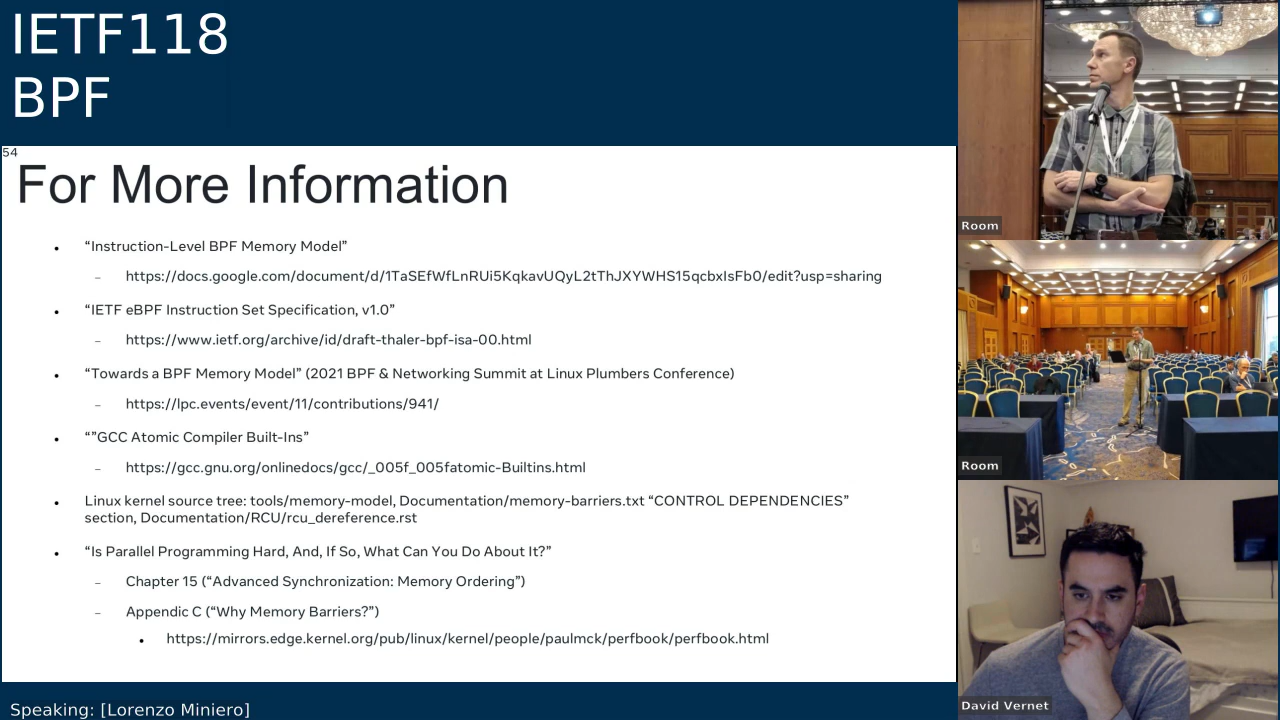 IETF118
BPF
54
For More Information
• “Instruction-Level BPF Memory Model”
– https://docs.google.com/document/d/1TaSEfWfLnRUi5KqkavUQyL2tThJXYWHS15qcbxIsFb0/edit?usp=sharing
• “IETF eBPF Instruction Set Specification, v1.0”
– https://www.ietf.org/archive/id/draft-thaler-bpf-isa-00.html
• “Towards a BPF Memory Model” (2021 BPF & Networking Summit at Linux Plumbers Conference)
– https://lpc.events/event/11/contributions/941/
• “”GCC Atomic Compiler Built-Ins”
– https://gcc.gnu.org/onlinedocs/gcc/_005f_005fatomic-Builtins.html
• Linux kernel source tree: tools/memory-model, Documentation/memory-barriers.txt “CONTROL DEPENDENCIES”
section, Documentation/RCU/rcu_dereference.rst
• “Is Parallel Programming Hard, And, If So, What Can You Do About It?”
– Chapter 15 (“Advanced Synchronization: Memory Ordering”)
– Appendix C (“Why Memory Barriers?”)
• https://mirrors.edge.kernel.org/pub/linux/kernel/people/paulmck/perfbook/perfbook.html
Speaking: [Lorenzo Miniero]
Room
Room
David Vernet